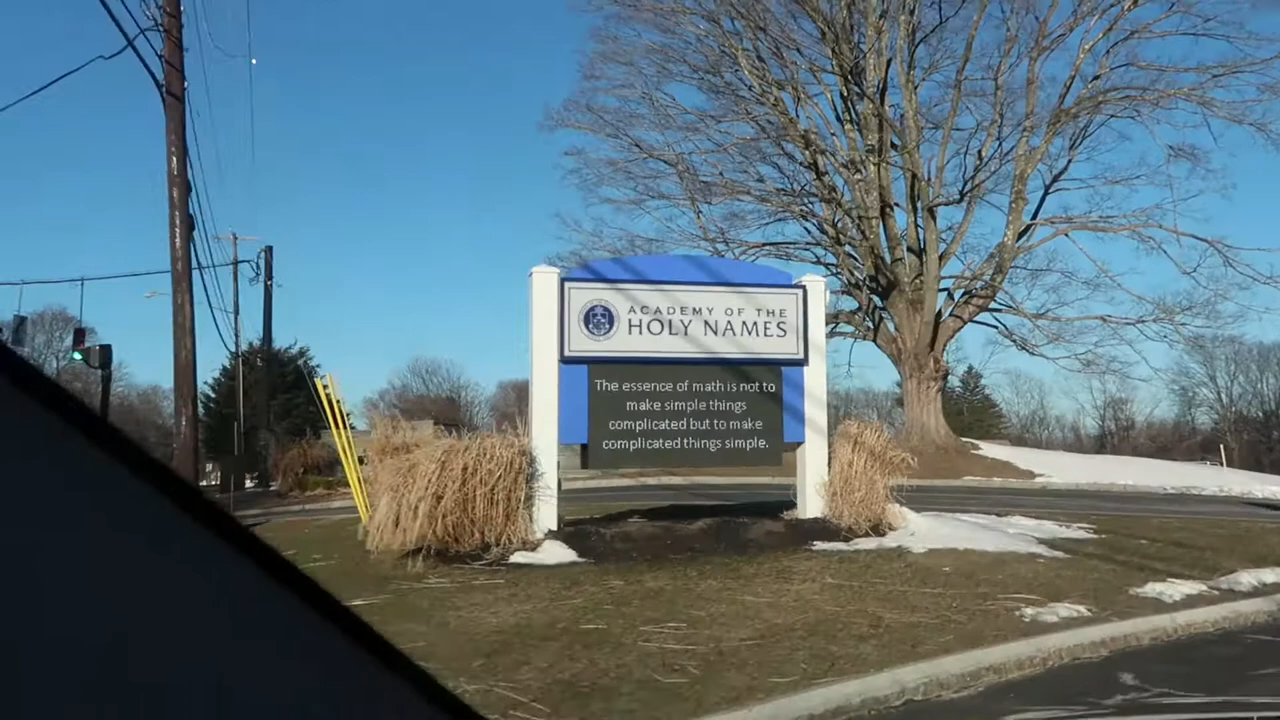 ACADEMY OF THE
HOLY NAMES
The essence of math is not to
make simple things
complicated but to make
complicated things simple.